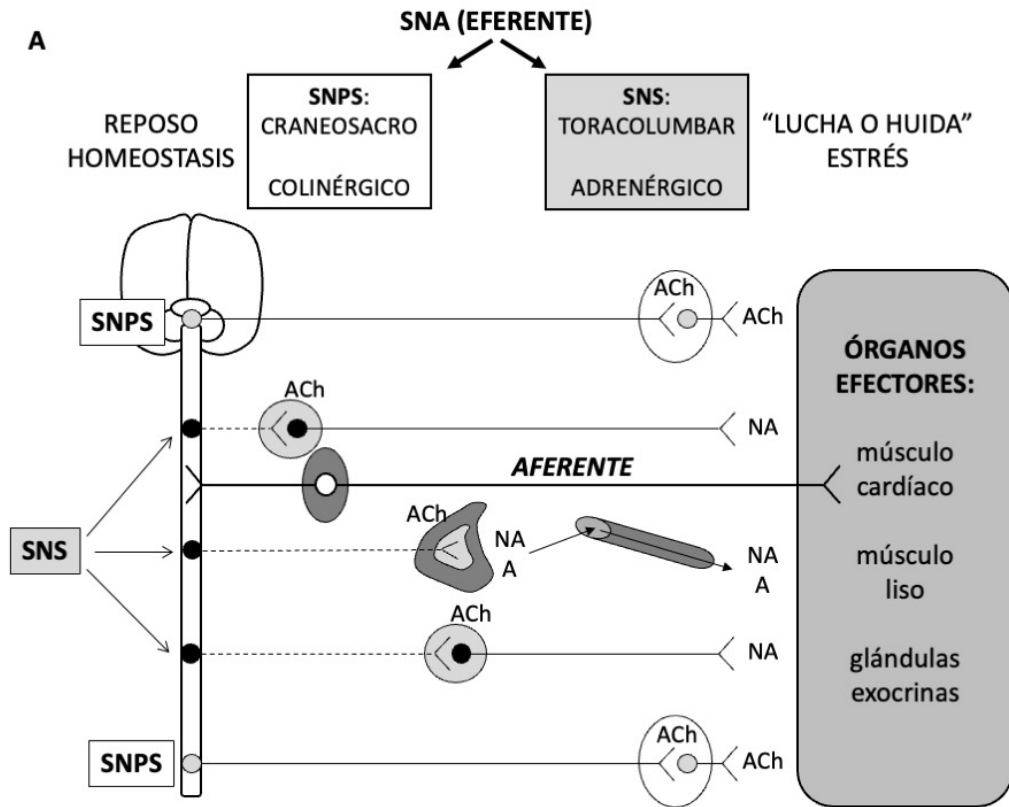 A
SNA (EFERENTE)
REPOSO
HOMEOSTASIS
SNPS:
CRANEOSACRO
COLINÉRGICO
SNS:
TORACOLUMBAR
ADRENÉRGICO
“LUCHA O HUIDA”
ESTRÉS
SNPS
ACh
ACh
ACh
NA
AFERENTE
SNS
ACh
NA
A
NA
A
ACh
NA
SNPS
ACh
ACh
ÓRGANOS
EFECTORES:
músculo
cardíaco
músculo
liso
glándulas
exocrinas